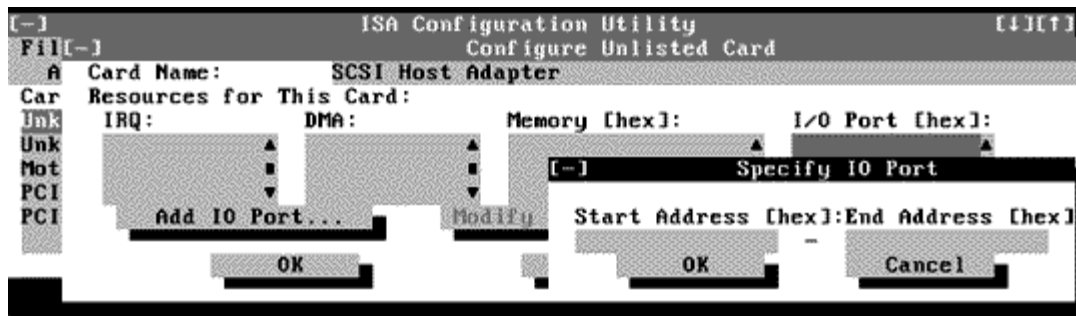 [-] ISA Configuration Utility [↓][↑]
Fil[-] Configure Unlisted Card
A Card Name: SCSI Host Adapter
Car Resources for This Card:
Unk IRQ: DMA: Memory [hex]: I/O Port [hex]:
Unk
Mot [-] Specify IO Port
PCI
PCI Add IO Port... Modify Start Address [hex]:End Address [hex]
OK OK Cancel